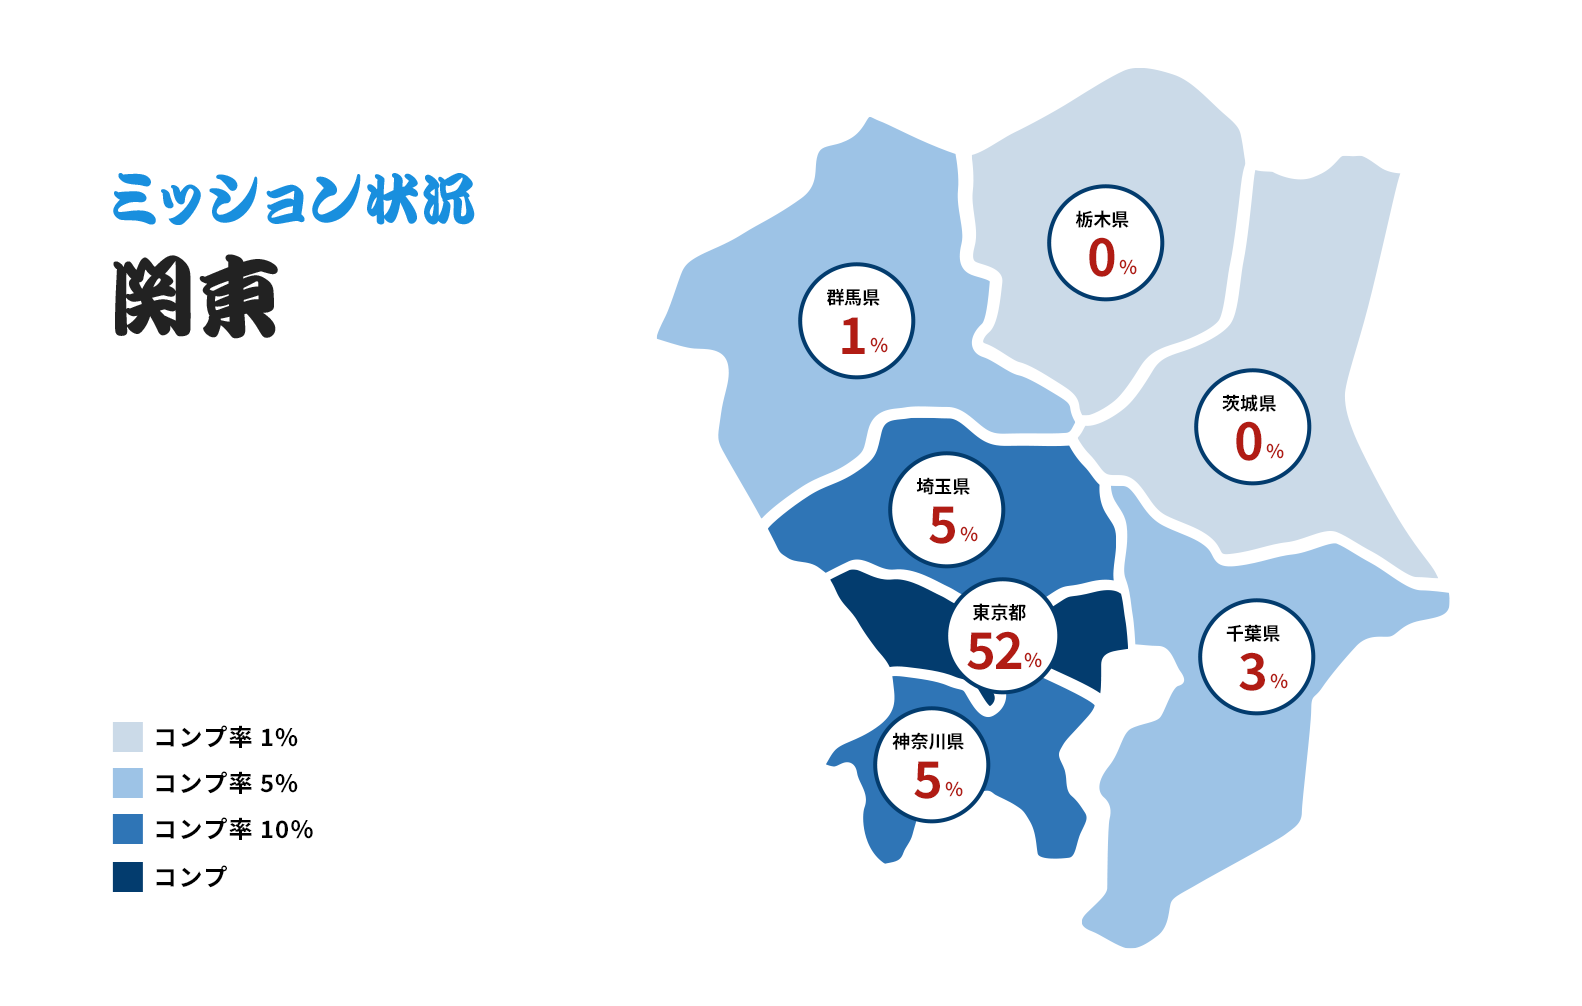 ミッション状況
関東
栃木県
0%
群馬県
1%
茨城県
0%
埼玉県
5%
東京都
52%
千葉県
3%
神奈川県
5%
コンプ率 1%
コンプ率 5%
コンプ率 10%
コンプ